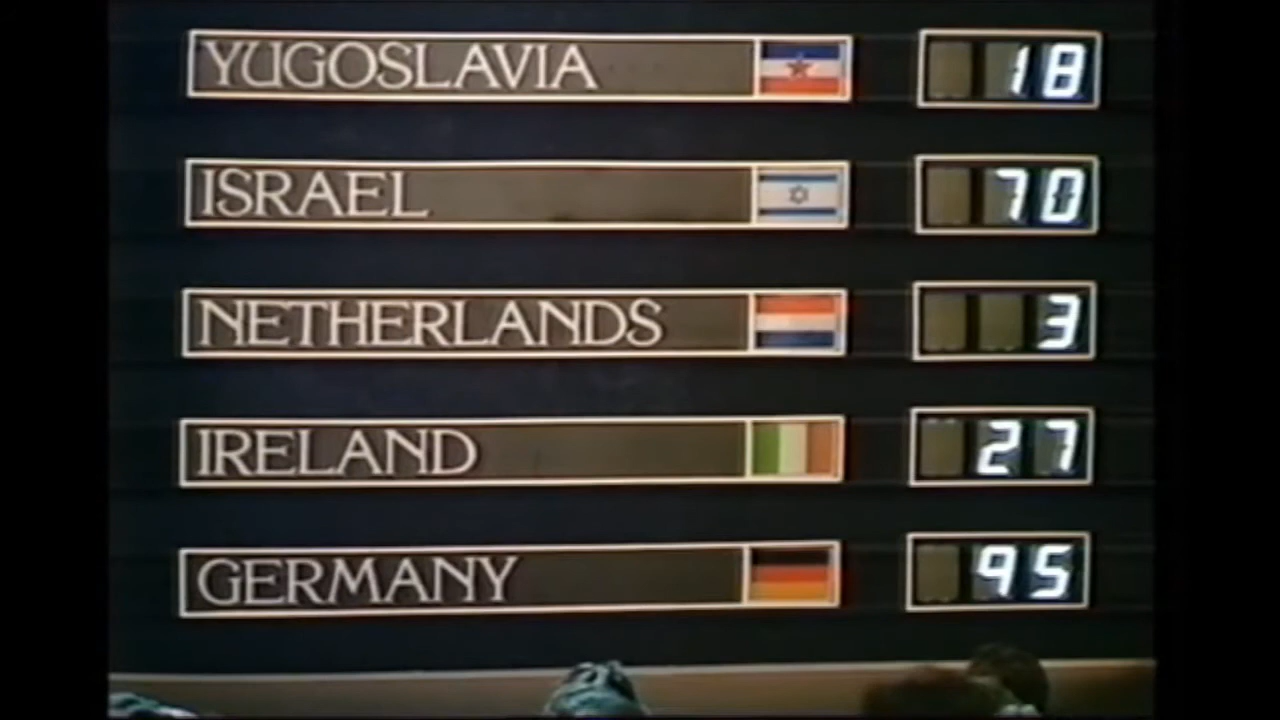 YUGOSLAVIA 18
ISRAEL 70
NETHERLANDS 3
IRELAND 27
GERMANY 95